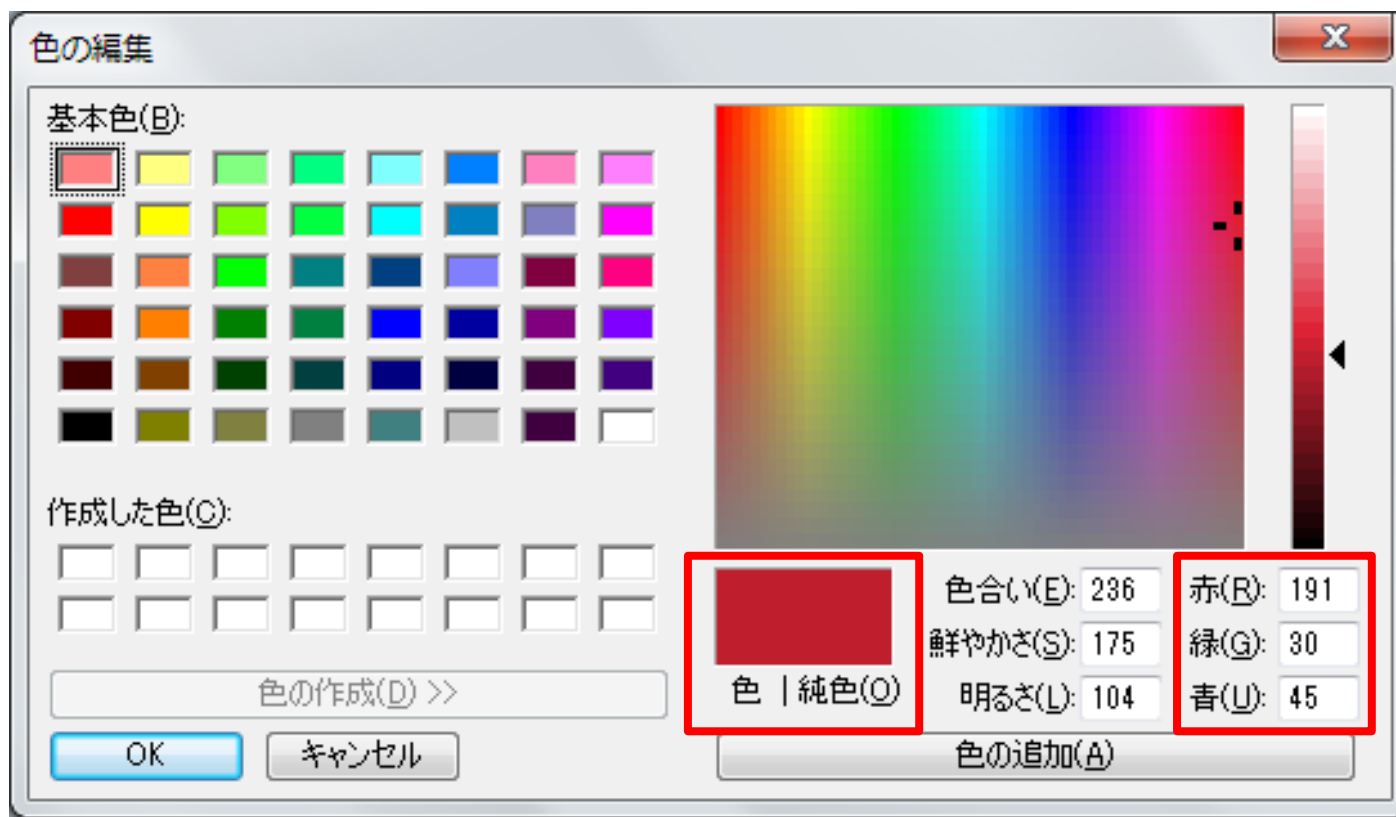 色の編集
基本色(B):
作成した色(C):
色の作成(D) >>
OK
キャンセル
色 | 純色(O)
色合い(E): 236
鮮やかさ(S): 175
明るさ(L): 104
赤(R): 191
緑(G): 30
青(U): 45
色の追加(A)